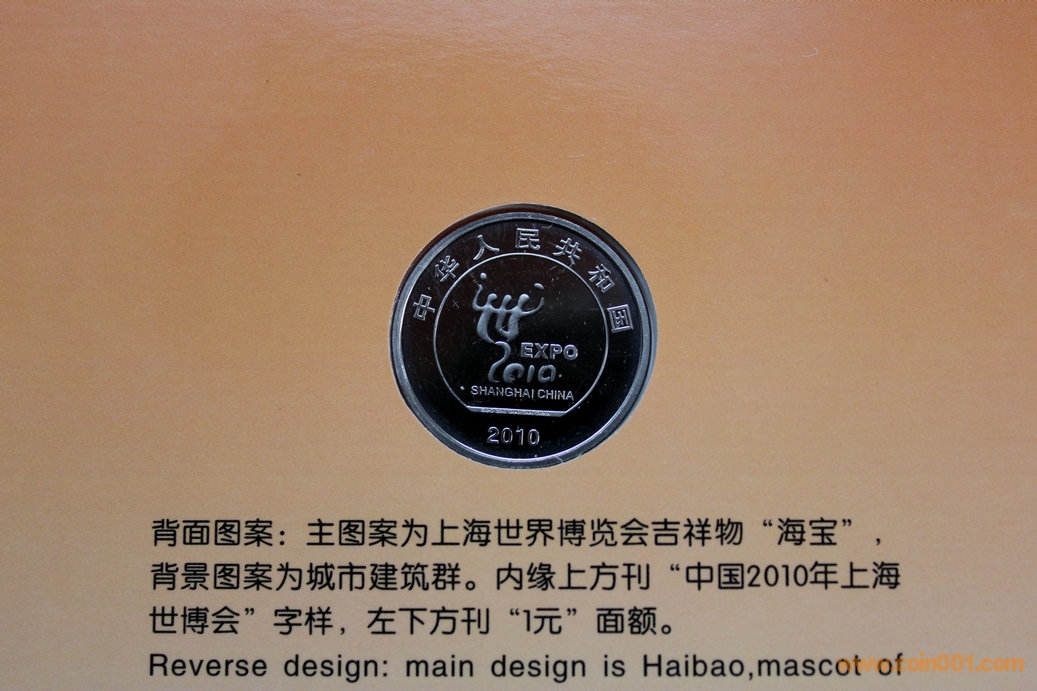 中华人民共和国
EXPO
2010
SHANGHAI CHINA
2010
背面图案：主图案为上海世界博览会吉祥物“海宝”，
背景图案为城市建筑群。内缘上方刊“中国2010年上海
世博会”字样，左下方刊“1元”面额。
Reverse design: main design is Haibao,mascot of
www.coin001.com